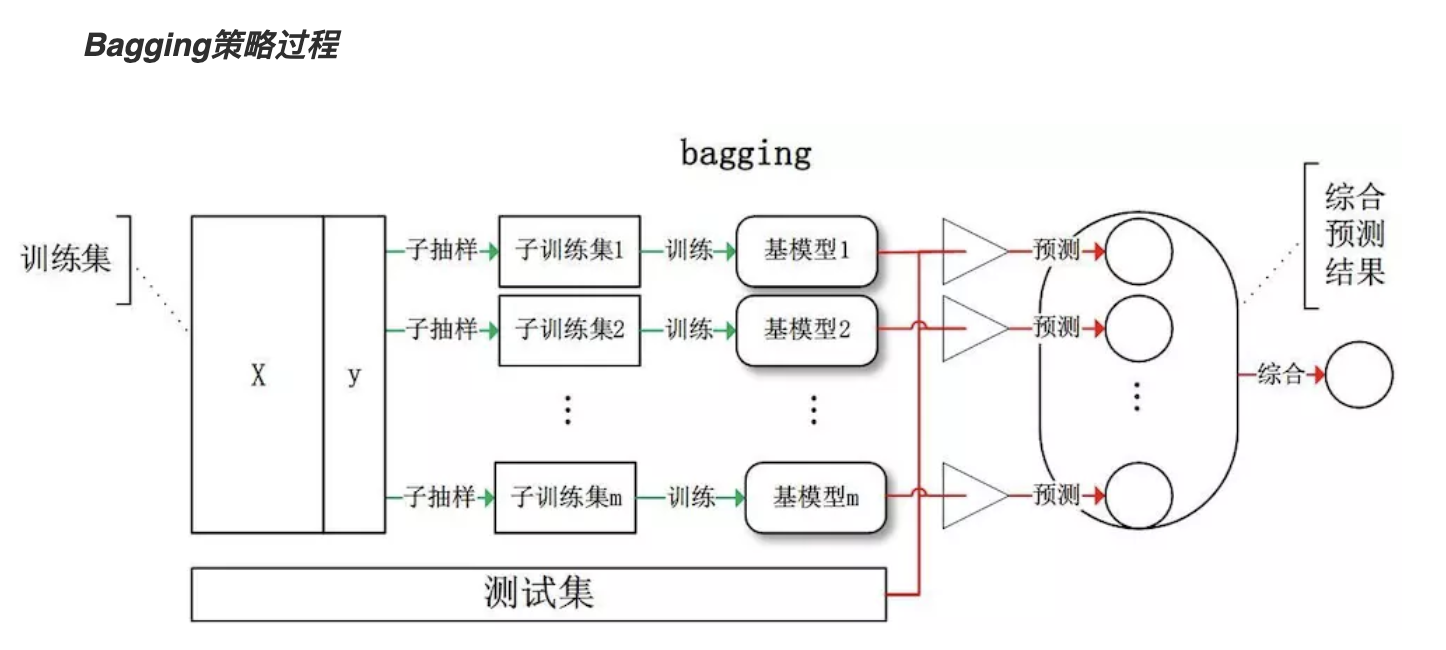 Bagging策略过程
bagging
训练集
X
y
子抽样
子训练集1
训练
基模型1
预测
子抽样
子训练集2
训练
基模型2
预测
子抽样
子训练集m
训练
基模型m
预测
测试集
综合
预测
结果
综合